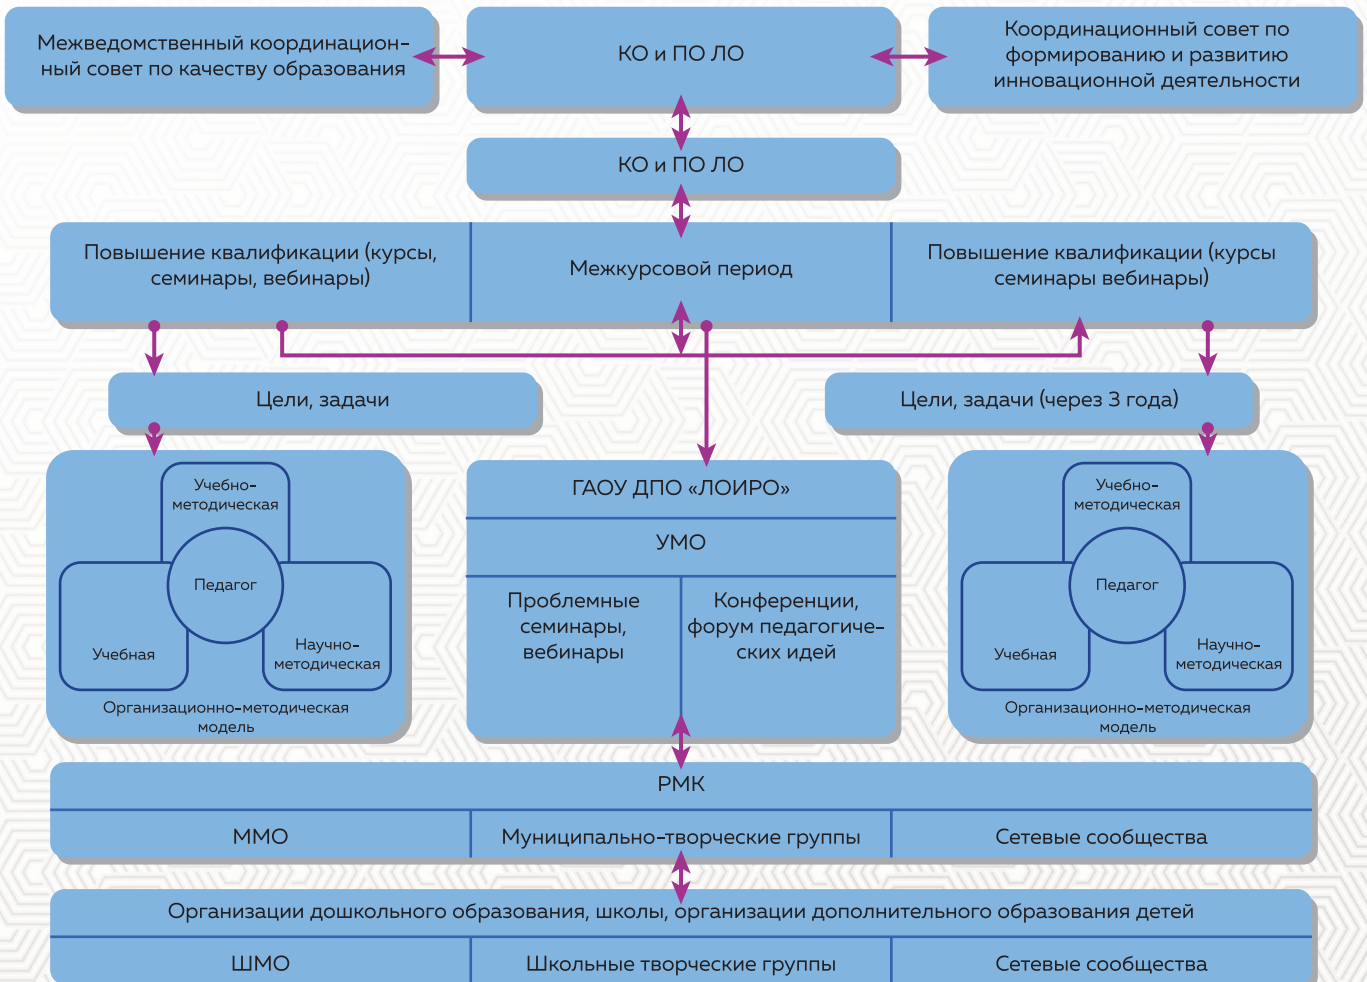 Межведомственный координацион-
ный совет по качеству образования
КО и ПО ЛО
Координационный совет по
формированию и развитию
инновационной деятельности
КО и ПО ЛО
Повышение квалификации (курсы,
семинары, вебинары)
Межкурсовой период
Повышение квалификации (курсы
семинары вебинары)
Цели, задачи
Цели, задачи (через 3 года)
Учебно-
методическая
Педагог
Учебная
Научно-
методическая
Организационно-методическая
модель
ГАОУ ДПО «ЛОИРО»
УМО
Проблемные
семинары,
вебинары
Конференции,
форум педагогиче-
ских идей
Учебно-
методическая
Педагог
Учебная
Научно-
методическая
Организационно-методическая
модель
РМК
ММО
Муниципально-творческие группы
Сетевые сообщества
Организации дошкольного образования, школы, организации дополнительного образования детей
ШМО
Школьные творческие группы
Сетевые сообщества